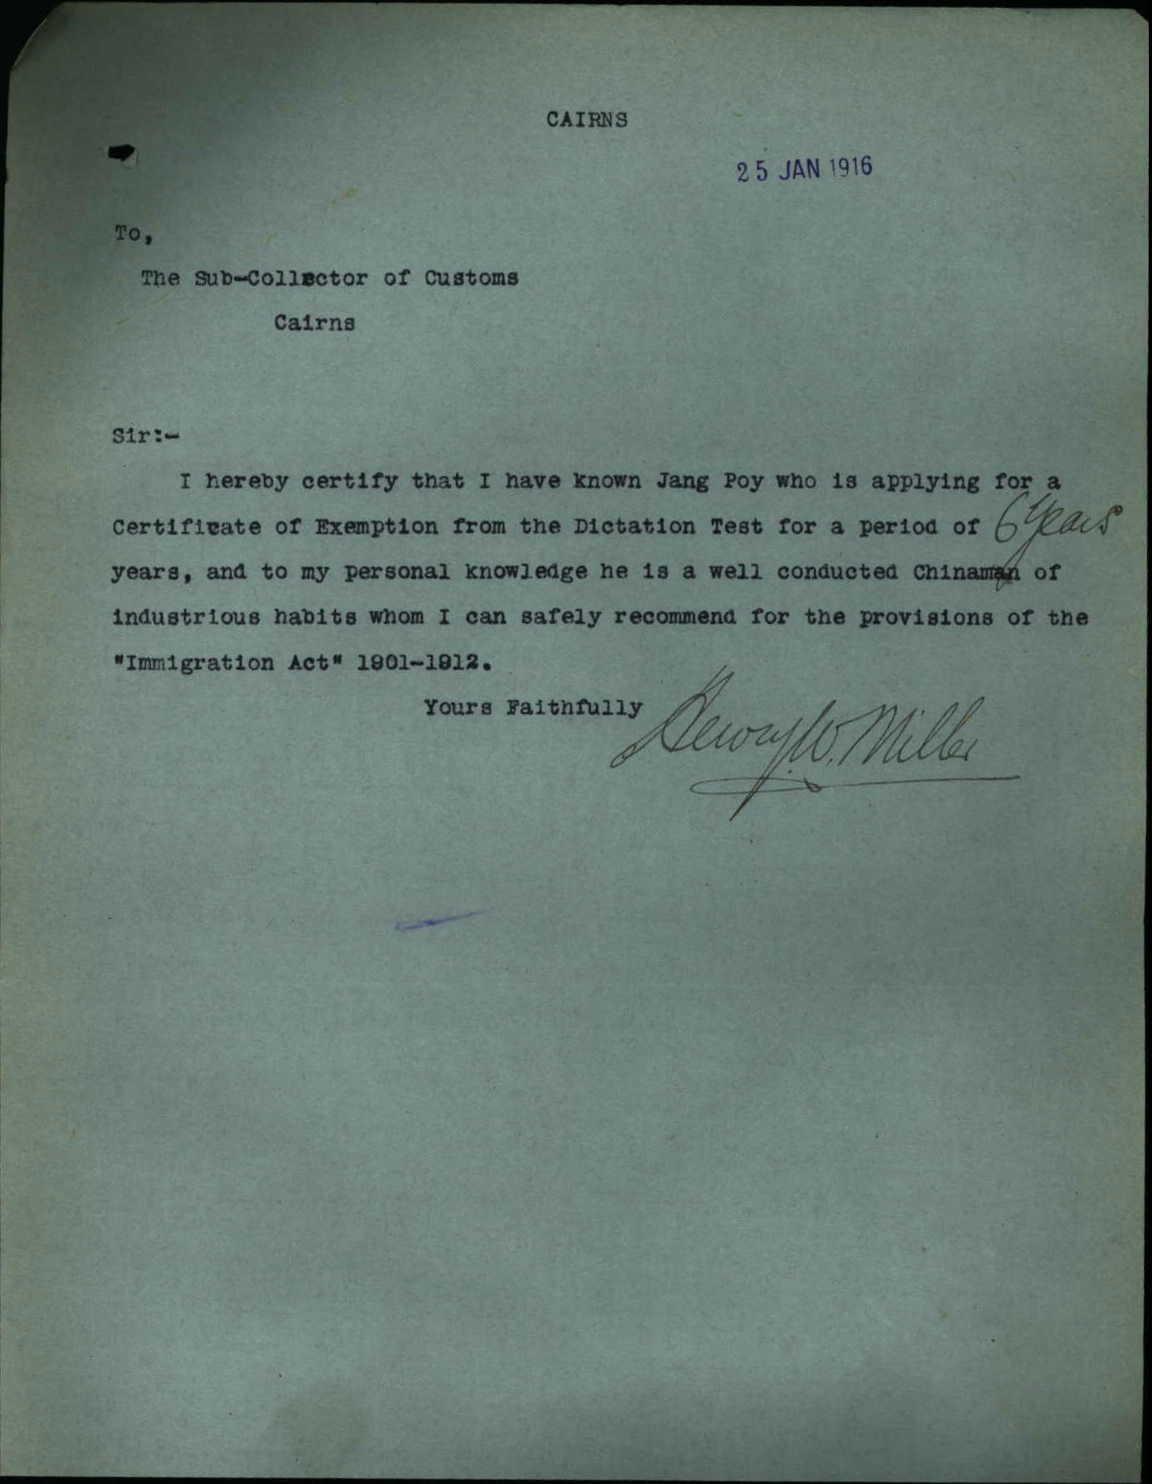 CAIRNS
25 JAN 1916
To,
The Sub-Collector of Customs
Cairns
Sir:-
I hereby certify that I have known Jang Poy who is applying for a
Certificate of Exemption from the Dictation Test for a period of 6 Years
years, and to my personal knowledge he is a well conducted Chinaman of
industrious habits whom I can safely recommend for the provisions of the
"Immigration Act" 1901-1912.
Yours Faithfully
W. Miller